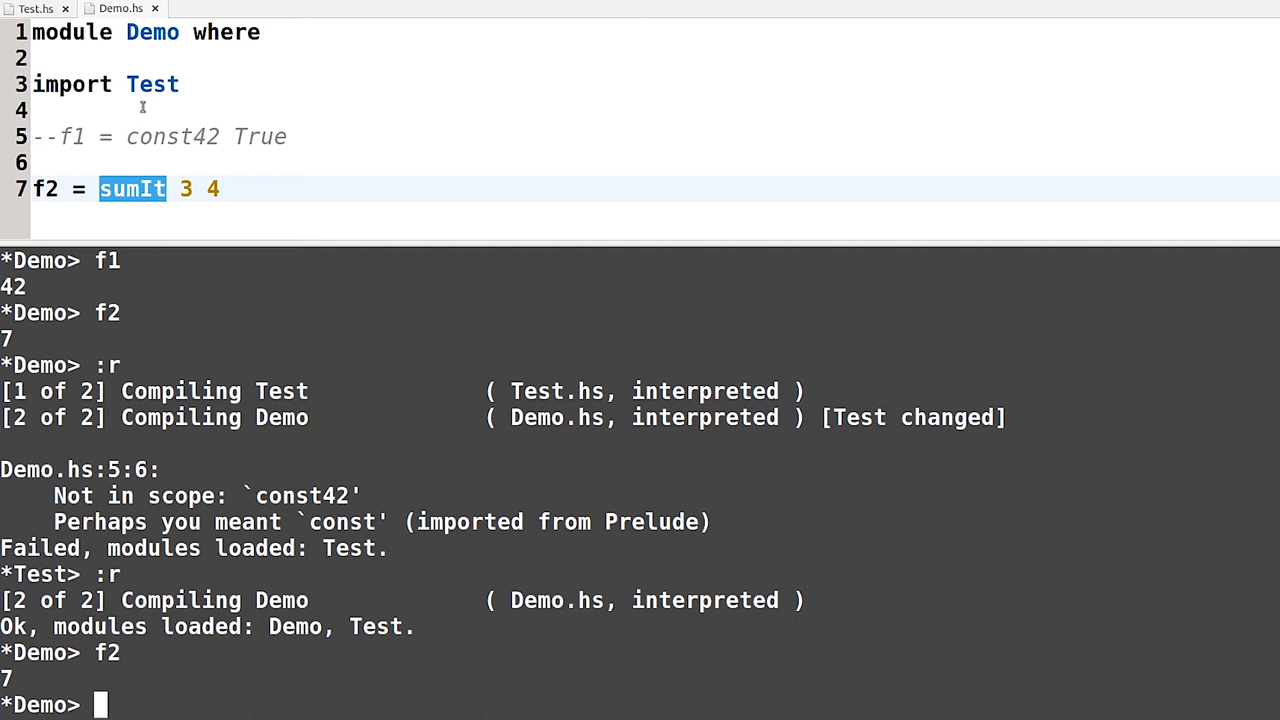 Test.hs × Demo.hs ×
1 module Demo where
2
3 import Test
4
5 --f1 = const42 True
6
7 f2 = sumIt 3 4
*Demo> f1
42
*Demo> f2
7
*Demo> :r
[1 of 2] Compiling Test             ( Test.hs, interpreted )
[2 of 2] Compiling Demo             ( Demo.hs, interpreted ) [Test changed]
Demo.hs:5:6:
    Not in scope: `const42'
    Perhaps you meant `const' (imported from Prelude)
Failed, modules loaded: Test.
*Test> :r
[2 of 2] Compiling Demo             ( Demo.hs, interpreted )
Ok, modules loaded: Demo, Test.
*Demo> f2
7
*Demo>